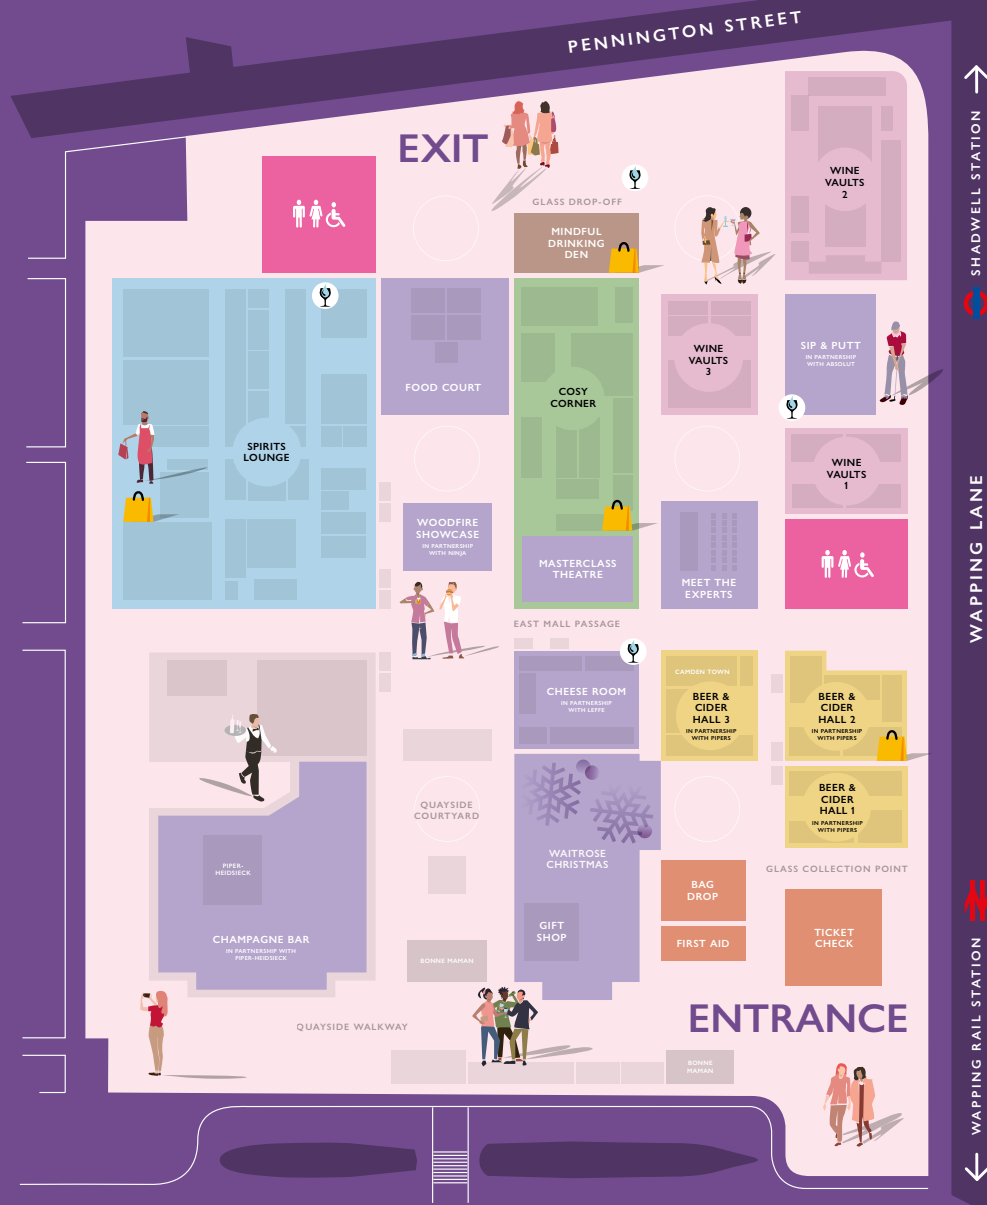 PENNINGTON STREET
EXIT
GLASS DROP-OFF
MINDFUL
DRINKING
DEN
WINE
VAULTS
2
SHADWELL STATION
FOOD COURT
COSY
CORNER
WINE
VAULTS
3
SIP & PUTT
IN PARTNERSHIP
WITH ABSOLUT
SPIRITS
LOUNGE
WINE
VAULTS
1
WAPPING LANE
WOODFIRE
SHOWCASE
IN PARTNERSHIP
WITH NINJA
MASTERCLASS
THEATRE
MEET THE
EXPERTS
EAST MALL PASSAGE
CHEESE ROOM
IN PARTNERSHIP
WITH LEFFE
CAMDEN TOWN
BEER &
CIDER
HALL 3
IN PARTNERSHIP
WITH PIPERS
BEER &
CIDER
HALL 2
IN PARTNERSHIP
WITH PIPERS
BEER &
CIDER
HALL 1
IN PARTNERSHIP
WITH PIPERS
QUAYSIDE
COURTYARD
WAITROSE
CHRISTMAS
GLASS COLLECTION POINT
PIPER-
HEIDSIECK
BAG
DROP
GIFT
SHOP
FIRST AID
TICKET
CHECK
CHAMPAGNE BAR
IN PARTNERSHIP WITH
PIPER-HEIDSIECK
BONNE MAMAN
ENTRANCE
QUAYSIDE WALKWAY
BONNE
MAMAN
WAPPING RAIL STATION